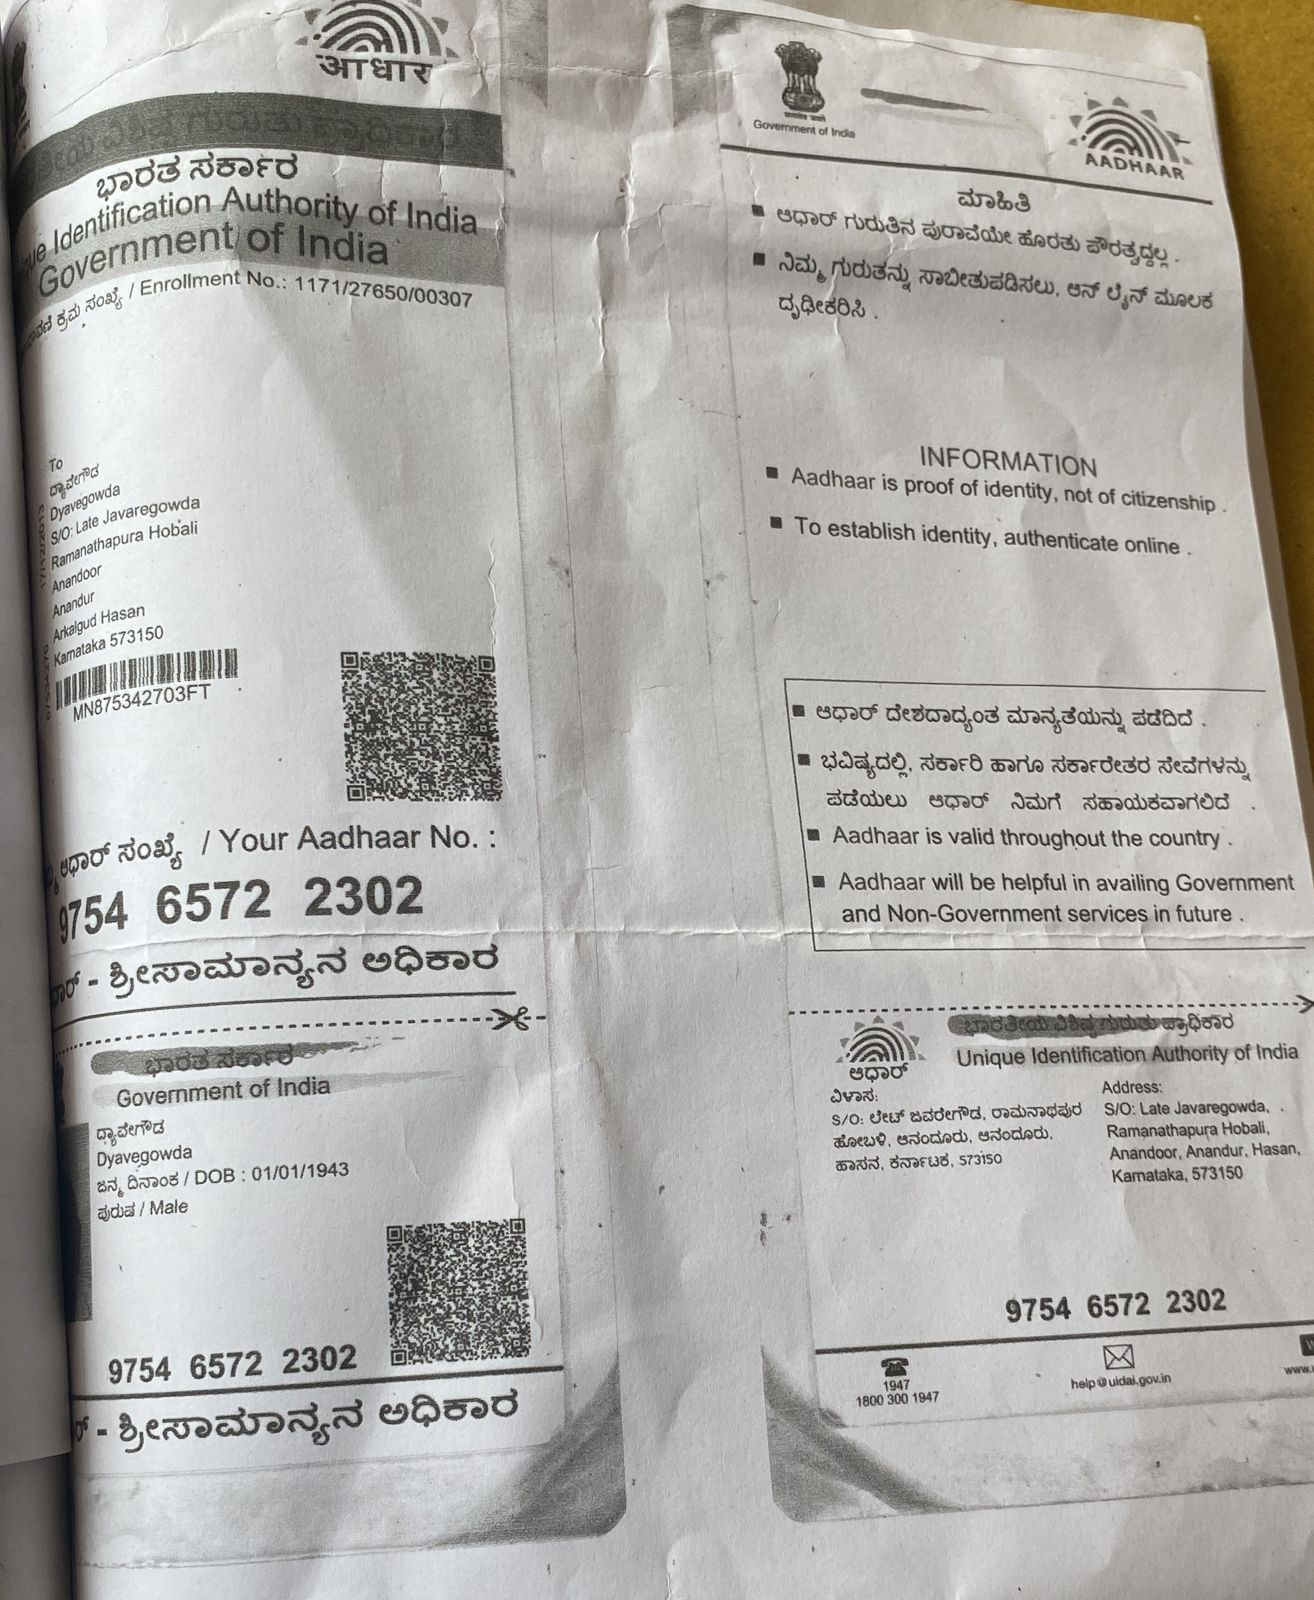 आधार
ಭಾರತ ಸರ್ಕಾರ
Identification Authority of India
Government of India
ಕ್ರಮ ಸಂಖ್ಯೆ / Enrollment No.: 1171/27650/00307
To
ದ್ಯಾವೇಗೌಡ
Dyavegowda
S/O: Late Javaregowda
Ramanathapura Hobali
Anandoor
Anandur
Arkalgud Hasan
Karnataka 573150
17/12/2013
MN875342703FT
ಆಧಾರ್ ಸಂಖ್ಯೆ / Your Aadhaar No. :
9754 6572 2302
- ಶ್ರೀಸಾಮಾನ್ಯನ ಅಧಿಕಾರ
ಭಾರತ ಸರ್ಕಾರ
Government of India
ದ್ಯಾವೇಗೌಡ
Dyavegowda
ಜನ್ಮ ದಿನಾಂಕ / DOB : 01/01/1943
ಪುರುಷ / Male
9754 6572 2302
- ಶ್ರೀಸಾಮಾನ್ಯನ ಅಧಿಕಾರ
Government of India
AADHAAR
ಮಾಹಿತಿ
■ ಆಧಾರ್ ಗುರುತಿನ ಪುರಾವೆಯೇ ಹೊರತು ಪೌರತ್ವದ್ದಲ್ಲ .
■ ನಿಮ್ಮ ಗುರುತನ್ನು ಸಾಬೀತುಪಡಿಸಲು, ಆನ್ ಲೈನ್ ಮೂಲಕ
ದೃಢೀಕರಿಸಿ .
INFORMATION
■ Aadhaar is proof of identity, not of citizenship .
■ To establish identity, authenticate online .
■ ಆಧಾರ್ ದೇಶದಾದ್ಯಂತ ಮಾನ್ಯತೆಯನ್ನು ಪಡೆದಿದೆ .
■ ಭವಿಷ್ಯದಲ್ಲಿ, ಸರ್ಕಾರಿ ಹಾಗೂ ಸರ್ಕಾರೇತರ ಸೇವೆಗಳನ್ನು
ಪಡೆಯಲು ಆಧಾರ್ ನಿಮಗೆ ಸಹಾಯಕವಾಗಲಿದೆ .
■ Aadhaar is valid throughout the country .
■ Aadhaar will be helpful in availing Government
and Non-Government services in future .
ಆಧಾರ್
ಭಾರತೀಯ ವಿಶಿಷ್ಟ ಗುರುತು ಪ್ರಾಧಿಕಾರ
Unique Identification Authority of India
ವಿಳಾಸ:
S/O: ಲೇಟ್ ಜವರೇಗೌಡ, ರಾಮನಾಥಪುರ
ಹೋಬಳಿ, ಆನಂದೂರು, ಆನಂದೂರು,
ಹಾಸನ, ಕರ್ನಾಟಕ, 573150
Address:
S/O: Late Javaregowda, .
Ramanathapura Hobali,
Anandoor, Anandur, Hasan,
Karnataka, 573150
9754 6572 2302
1947
1800 300 1947
help@uidai.gov.in